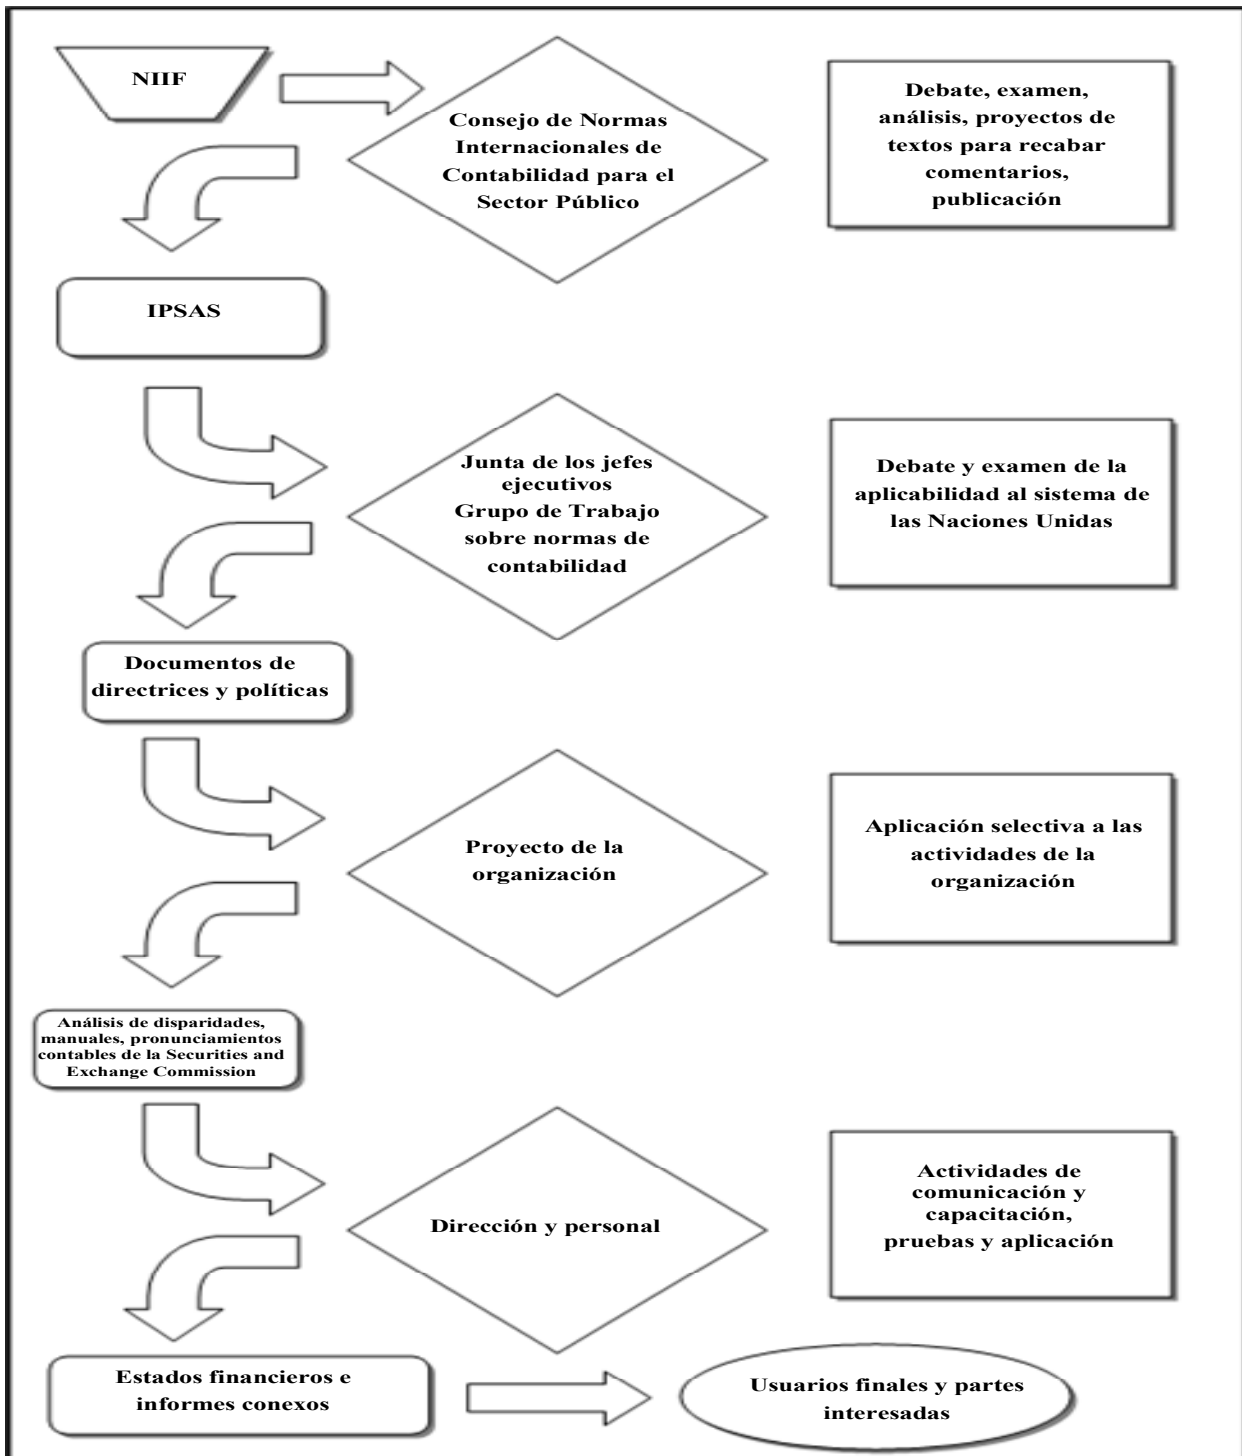 NIIF
Consejo de Normas
Internacionales de
Contabilidad para el
Sector Público
Debate, examen,
análisis, proyectos de
textos para recabar
comentarios,
publicación
IPSAS
Junta de los jefes
ejecutivos
Grupo de Trabajo
sobre normas de
contabilidad
Debate y examen de la
aplicabilidad al sistema de
las Naciones Unidas
Documentos de
directrices y políticas
Proyecto de la
organización
Aplicación selectiva a las
actividades de la
organización
Análisis de disparidades,
manuales, pronunciamientos
contables de la Securities and
Exchange Commission
Dirección y personal
Actividades de
comunicación y
capacitación,
pruebas y aplicación
Estados financieros e
informes conexos
Usuarios finales y partes
interesadas